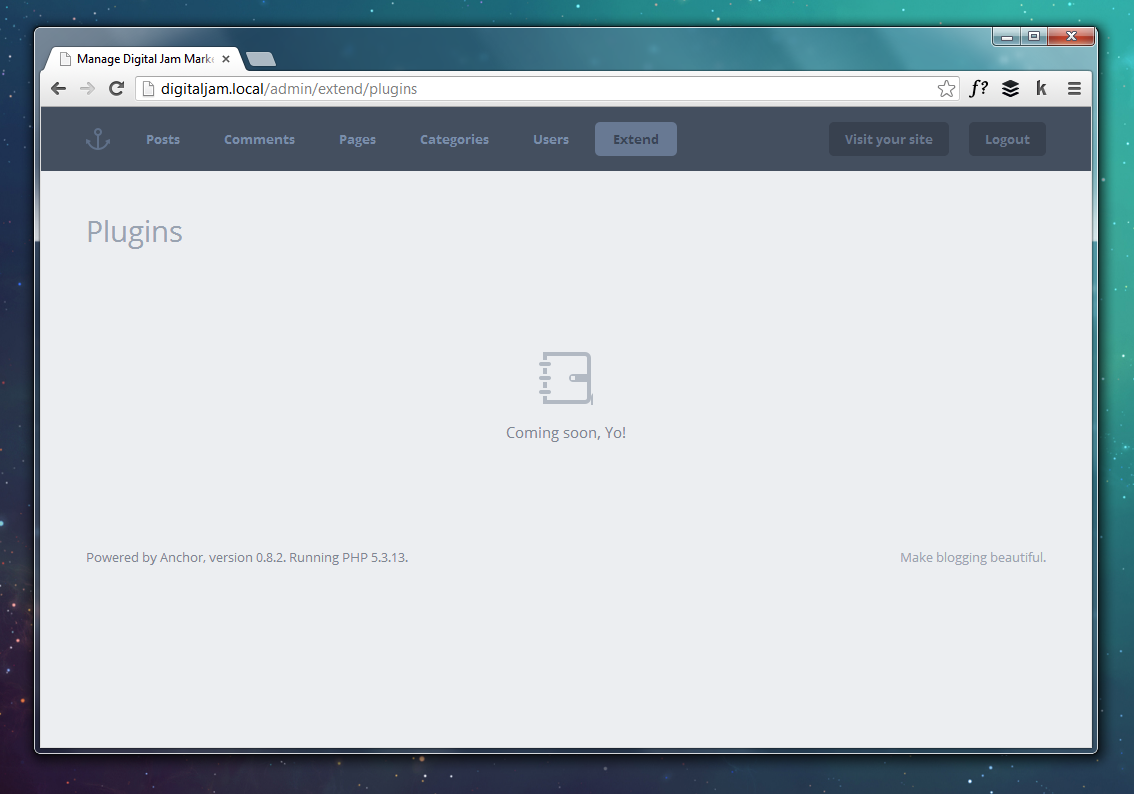 Manage Digital Jam Mark
digitaljam.local/admin/extend/plugins
f?
k
Posts Comments Pages Categories Users Extend Visit your site Logout
Plugins
Coming soon, Yo!
Powered by Anchor, version 0.8.2. Running PHP 5.3.13. Make blogging beautiful.